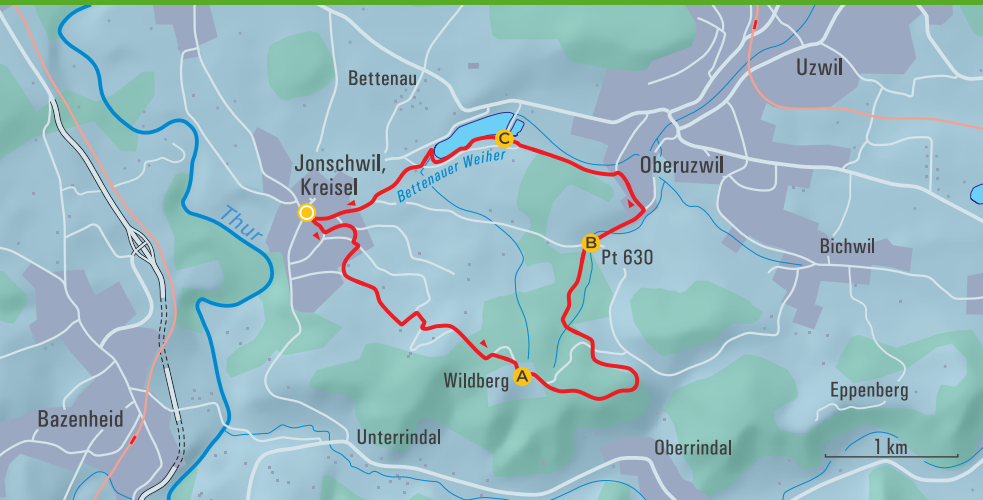 Uzwil
Bettenau
C
Jonschwil,
Kreisel
Bettenauer Weiher
Oberuzwil
Thur
B
Pt 630
Bichwil
Wildberg
A
Eppenberg
Bazenheid
Unterrindal
Oberrindal
1 km